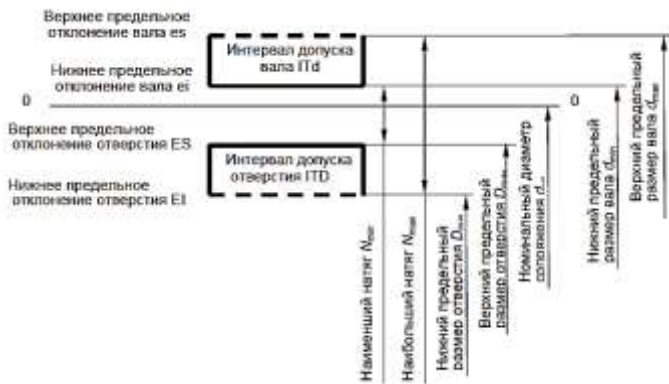 Верхнее предельное
отклонение вала es
Интервал допуска
вала ITd
Нижнее предельное
отклонение вала ei
0
0
Верхнее предельное
отклонение отверстия ES
Интервал допуска
отверстия ITD
Нижнее предельное
отклонение отверстия EI
Наименший натяг Nmin
Наибольший натяг Nmax
Нижний предельный
размер отверстия Dmin
Верхний предельный
размер отверстия Dmax
Номинальный диаметр
сопряжения
Нижний предельный
размер вала dmin
Верхний предельный
размер вала dmax